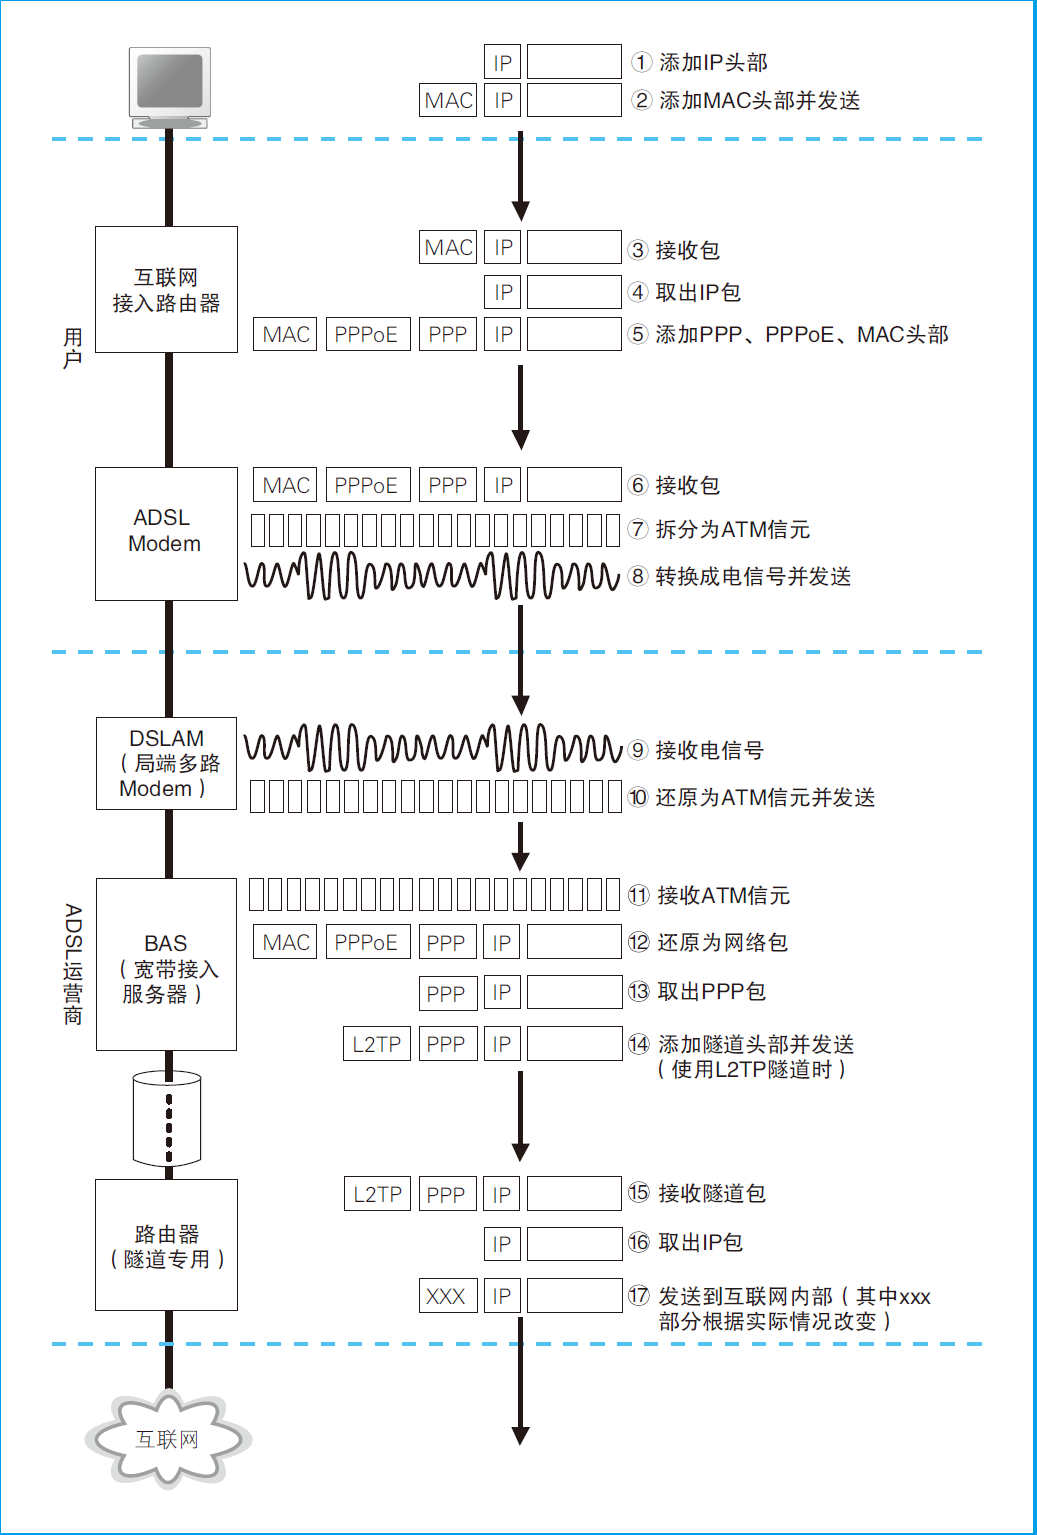 IP
① 添加IP头部
MAC IP
② 添加MAC头部并发送
用户
互联网
接入路由器
MAC IP
③ 接收包
IP
④ 取出IP包
MAC PPPoE PPP IP
⑤ 添加PPP、PPPoE、MAC头部
ADSL
Modem
MAC PPPoE PPP IP
⑥ 接收包
⑦ 拆分为ATM信元
⑧ 转换成电信号并发送
DSLAM
（局端多路
Modem）
⑨ 接收电信号
⑩ 还原为ATM信元并发送
ADSL运营商
BAS
（宽带接入
服务器）
⑪ 接收ATM信元
MAC PPPoE PPP IP
⑫ 还原为网络包
PPP IP
⑬ 取出PPP包
L2TP PPP IP
⑭ 添加隧道头部并发送
（使用L2TP隧道时）
路由器
（隧道专用）
L2TP PPP IP
⑮ 接收隧道包
IP
⑯ 取出IP包
XXX IP
⑰ 发送到互联网内部（其中xxx
部分根据实际情况改变）
互联网